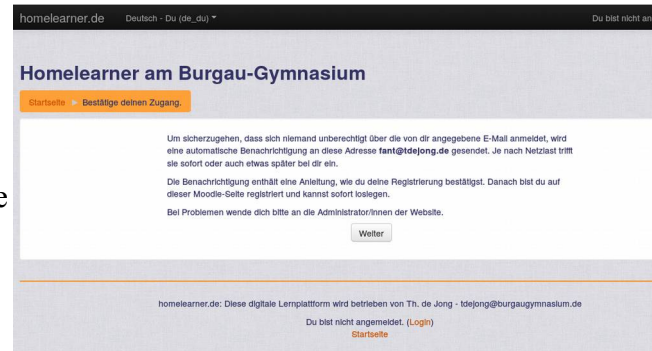 homelearner.de Deutsch - Du (de_du)
Du bist nicht an
Homelearner am Burgau-Gymnasium
Startseite Bestätige deinen Zugang.
Um sicherzugehen, dass sich niemand unberechtigt über die von dir angegebene E-Mail anmeldet, wird
eine automatische Benachrichtigung an diese Adresse fant@tdejong.de gesendet. Je nach Netzlast trifft
sie sofort oder auch etwas später bei dir ein.
e
Die Benachrichtigung enthält eine Anleitung, wie du deine Registrierung bestätigst. Danach bist du auf
dieser Moodle-Seite registriert und kannst sofort loslegen.
Bei Problemen wende dich bitte an die Administrator/innen der Website.
Weiter
homelearner.de: Diese digitale Lernplattform wird betrieben von Th. de Jong - tdejong@burgaugymnasium.de
Du bist nicht angemeldet. (Login)
Startseite